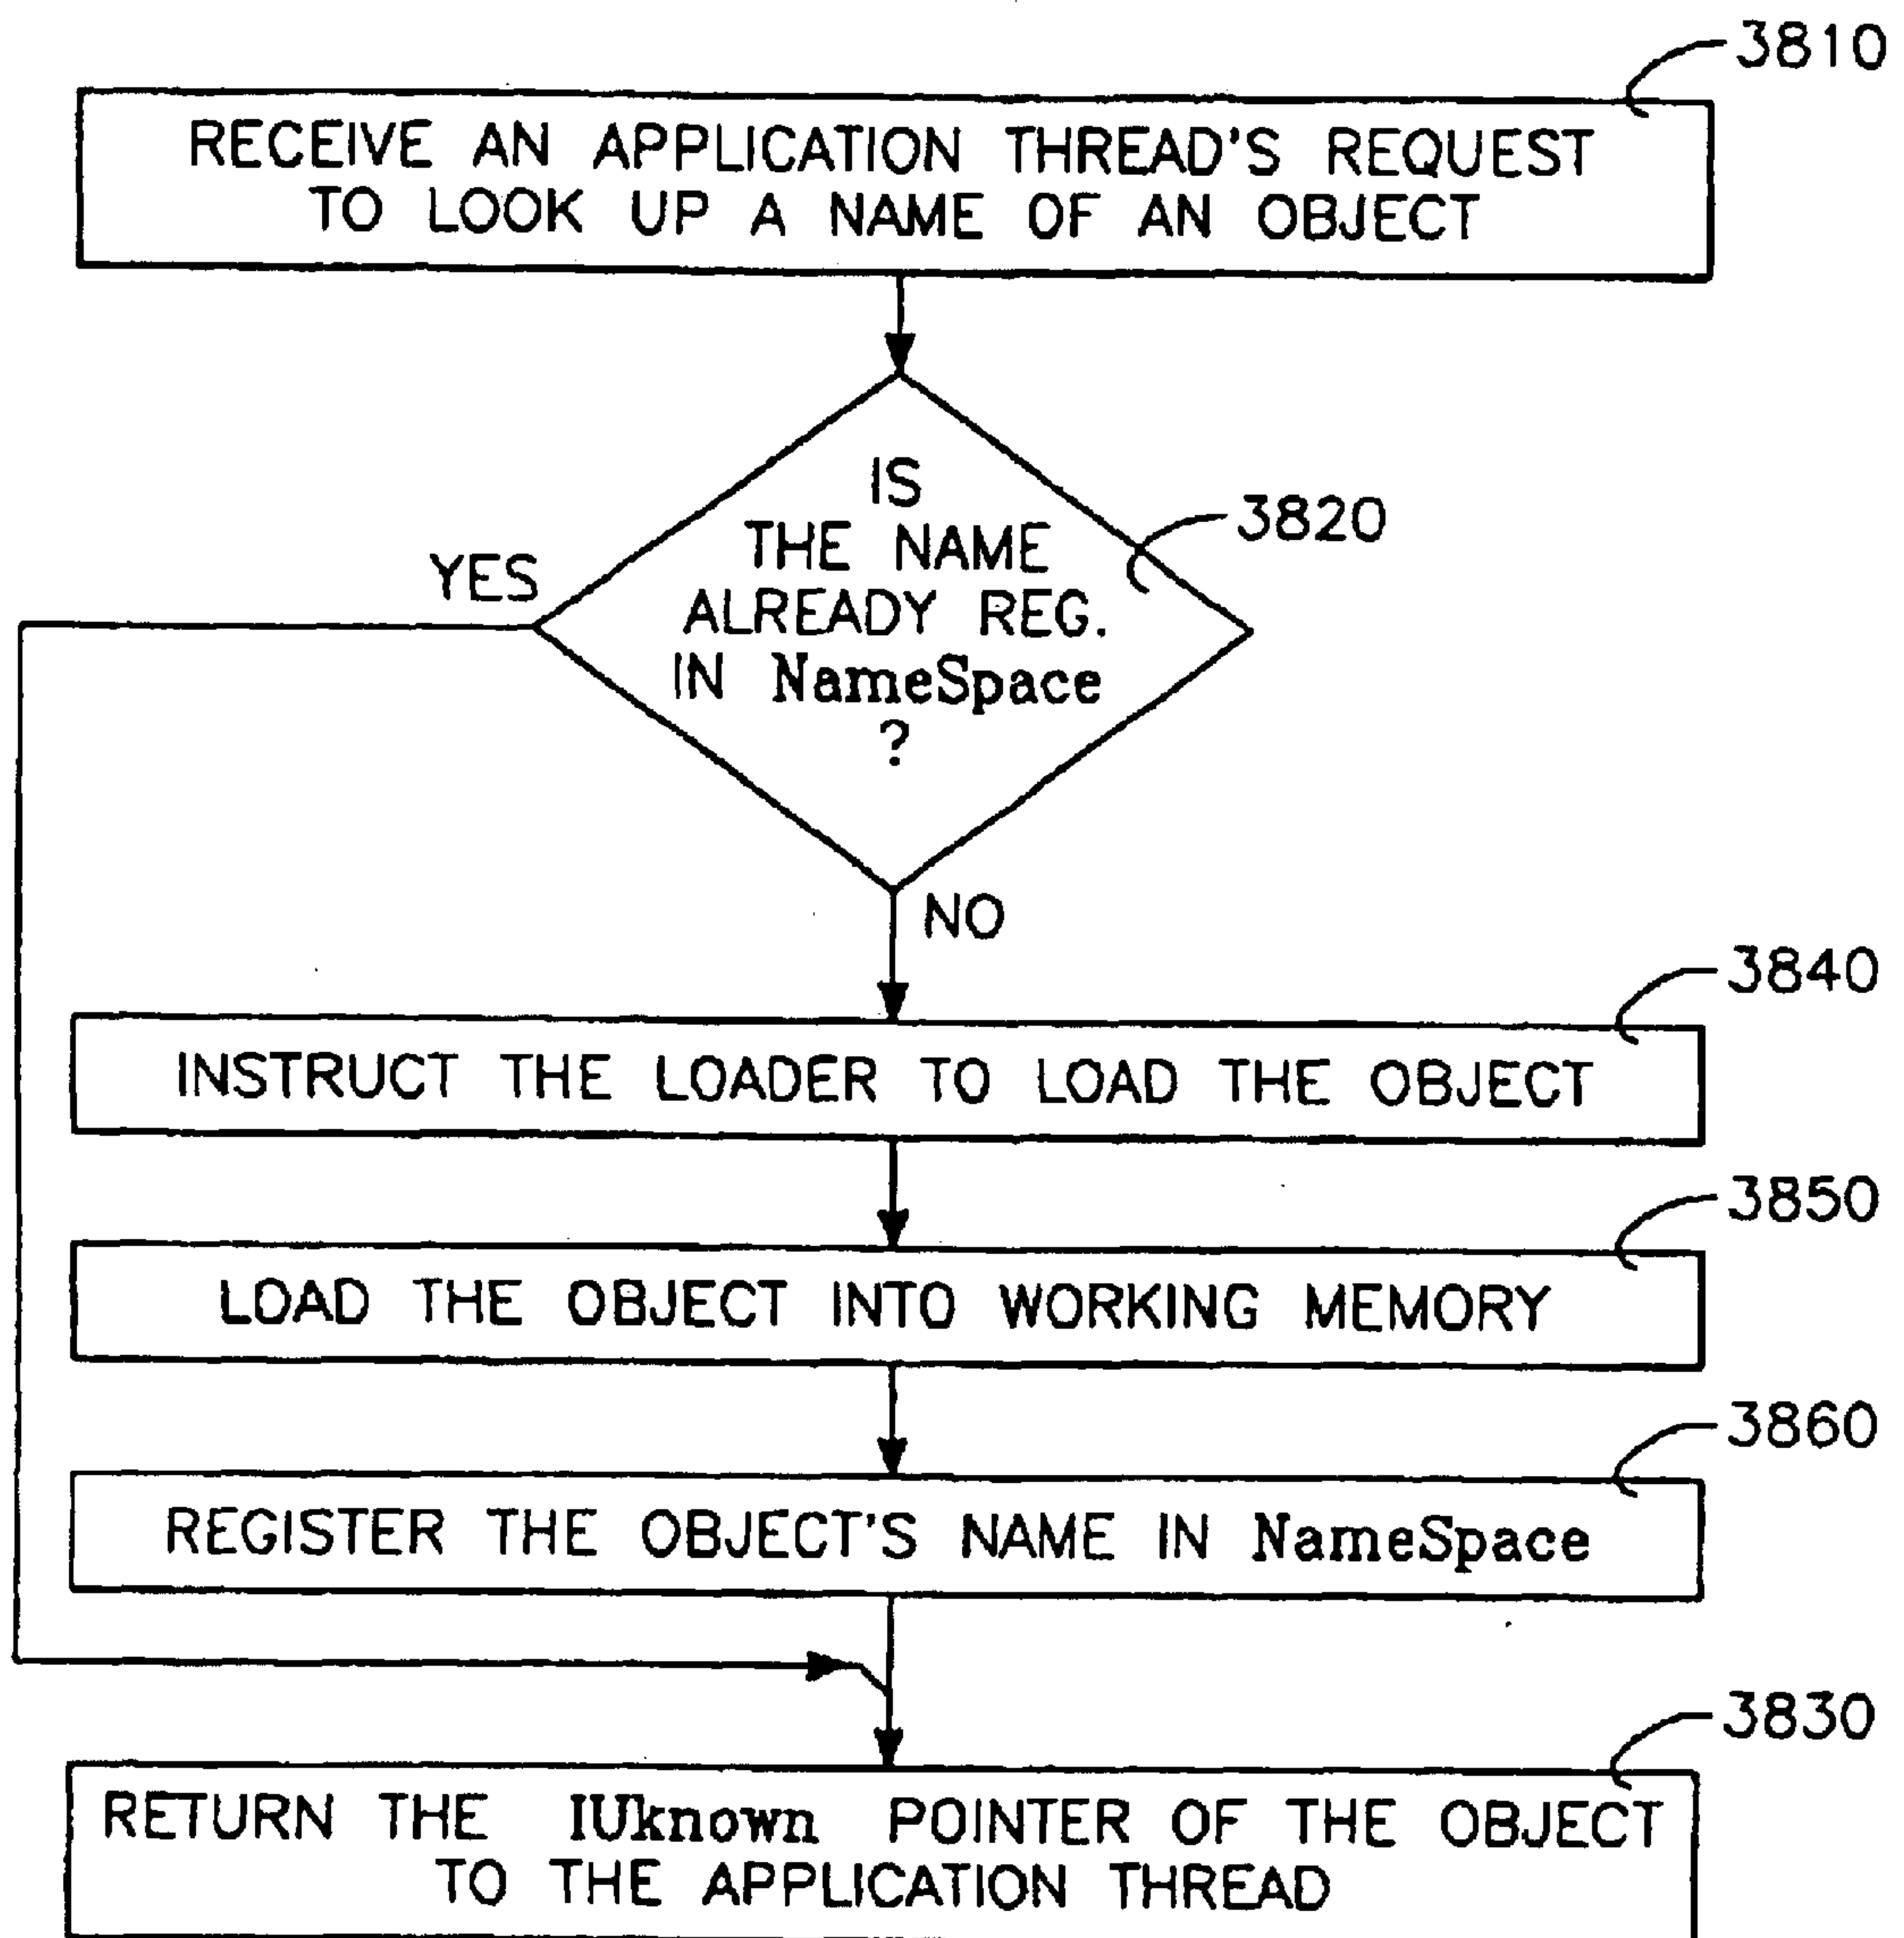 3810
RECEIVE AN APPLICATION THREAD'S REQUEST
TO LOOK UP A NAME OF AN OBJECT
IS
THE NAME
ALREADY REG.
IN NameSpace
?
3820
YES
NO
3840
INSTRUCT THE LOADER TO LOAD THE OBJECT
3850
LOAD THE OBJECT INTO WORKING MEMORY
3860
REGISTER THE OBJECT'S NAME IN NameSpace
3830
RETURN THE IUknown POINTER OF THE OBJECT
TO THE APPLICATION THREAD